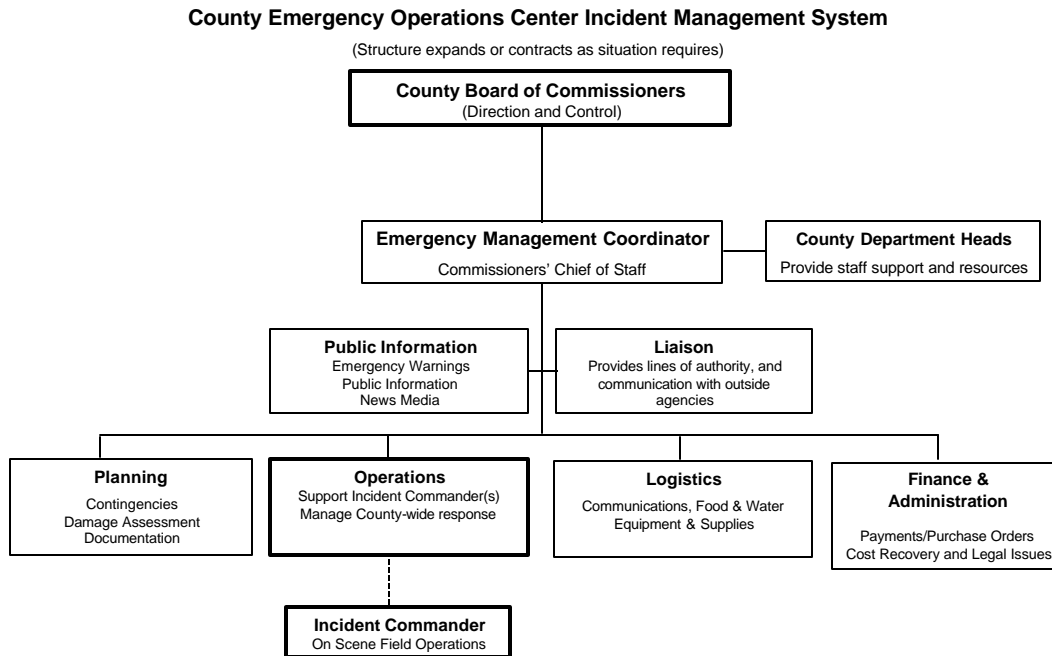 County Emergency Operations Center Incident Management System
(Structure expands or contracts as situation requires)
County Board of Commissioners
(Direction and Control)
Emergency Management Coordinator
Commissioners’ Chief of Staff
County Department Heads
Provide staff support and resources
Public Information
Emergency Warnings
Public Information
News Media
Liaison
Provides lines of authority, and
communication with outside
agencies
Planning
Contingencies
Damage Assessment
Documentation
Operations
Support Incident Commander(s)
Manage County-wide response
Logistics
Communications, Food & Water
Equipment & Supplies
Finance &
Administration
Payments/Purchase Orders
Cost Recovery and Legal Issues
Incident Commander
On Scene Field Operations